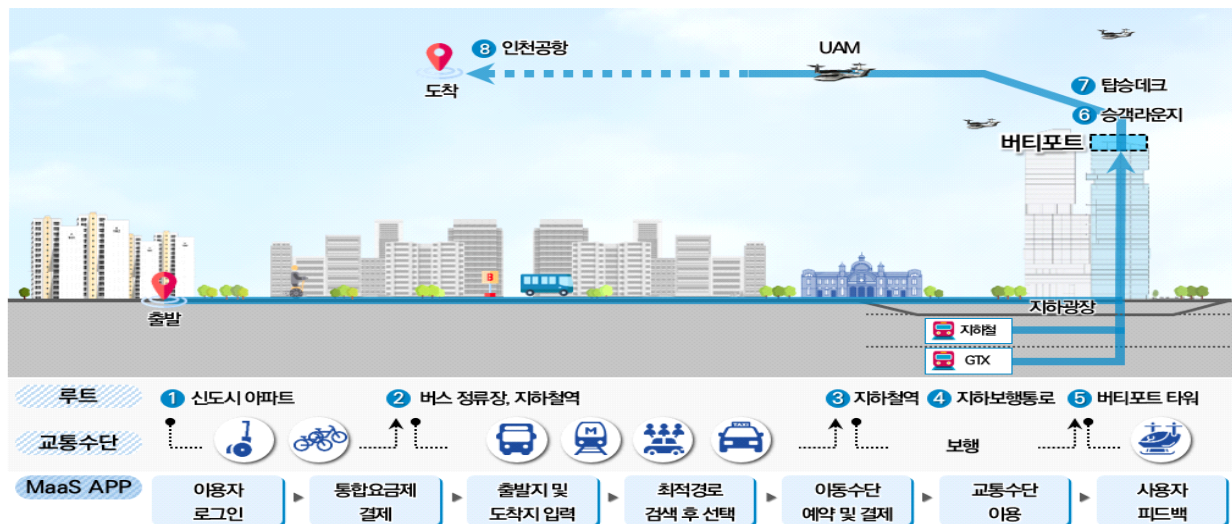 8 인천공항
UAM
도착
7 탑승데크
6 승객라운지
버티포트
B
출발
지하광장
지하철
GTX
루트
1 신도시 아파트
2 버스 정류장, 지하철역
3 지하철역
4 지하보행통로
5 버티포트 타워
교통수단
M
TAXI
보행
MaaS APP
이용자
로그인
통합요금제
결제
출발지 및
도착지 입력
최적경로
검색 후 선택
이동수단
예약 및 결제
교통수단
이용
사용자
피드백